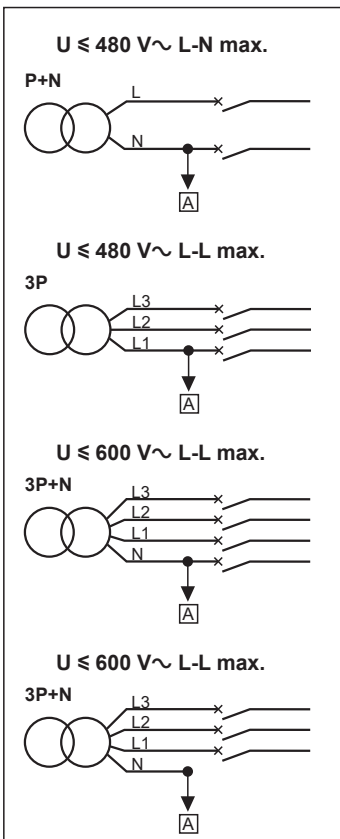 U ≤ 480 V∿ L-N max.
P+N
L
N
A
U ≤ 480 V∿ L-L max.
3P
L3
L2
L1
A
U ≤ 600 V∿ L-L max.
3P+N
L3
L2
L1
N
A
U ≤ 600 V∿ L-L max.
3P+N
L3
L2
L1
N
A